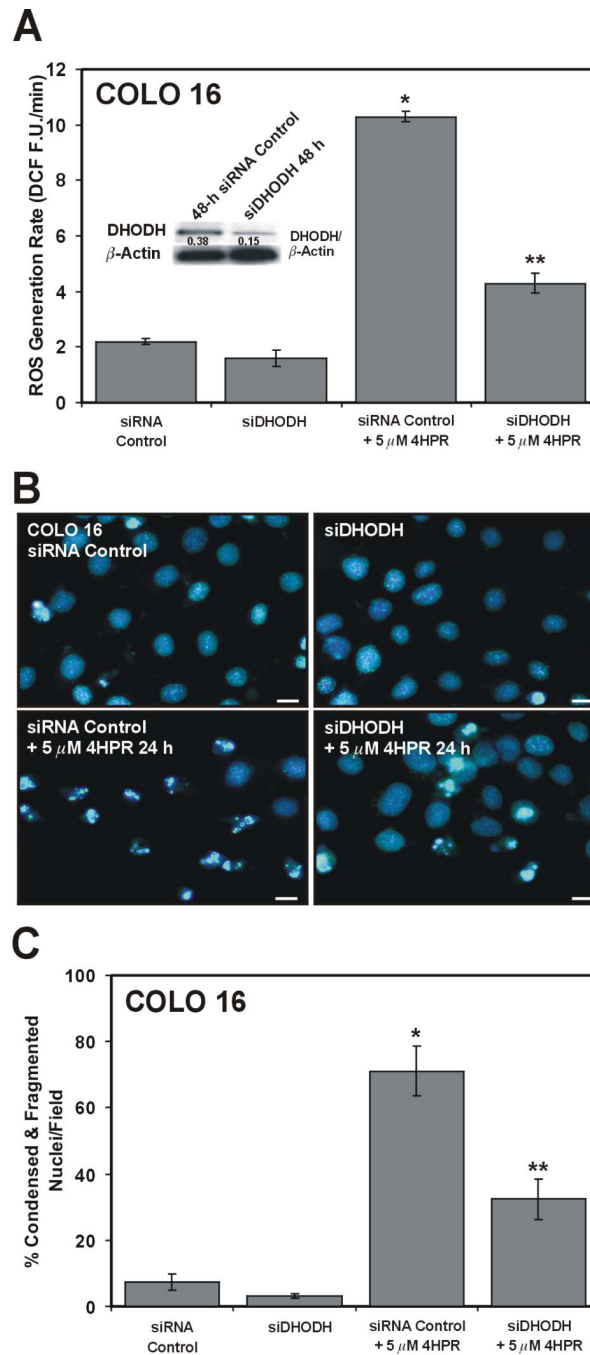 A
COLO 16
ROS Generation Rate (DCF F.U./min)
12
10
8
6
4
2
0
48-h siRNA Control
siDHODH 48 h
DHODH
0.38 0.15
β-Actin
DHODH/
β-Actin
*
**
siRNA
Control
siDHODH
siRNA Control
+ 5 μM 4HPR
siDHODH
+ 5 μM 4HPR
B
COLO 16
siRNA Control
siDHODH
siRNA Control
+ 5 μM 4HPR 24 h
siDHODH
+ 5 μM 4HPR 24 h
C
COLO 16
% Condensed & Fragmented
Nuclei/Field
100
80
60
40
20
0
*
**
siRNA
Control
siDHODH
siRNA Control
+ 5 μM 4HPR
siDHODH
+ 5 μM 4HPR